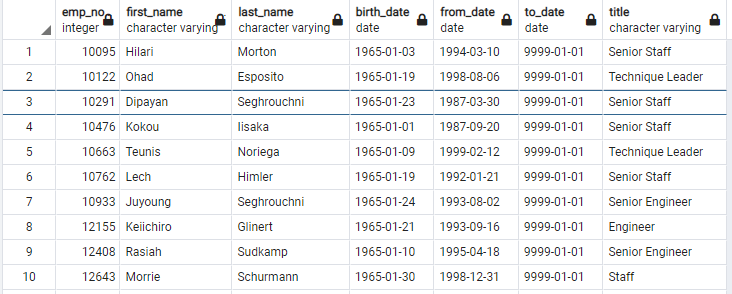 emp_no first_name last_name birth_date from_date to_date title
integer character varying character varying date date date character varying
1 10095 Hilari Morton 1965-01-03 1994-03-10 9999-01-01 Senior Staff
2 10122 Ohad Esposito 1965-01-19 1998-08-06 9999-01-01 Technique Leader
3 10291 Dipayan Seghrouchni 1965-01-23 1987-03-30 9999-01-01 Senior Staff
4 10476 Kokou Iisaka 1965-01-01 1987-09-20 9999-01-01 Senior Staff
5 10663 Teunis Noriega 1965-01-09 1999-02-12 9999-01-01 Technique Leader
6 10762 Lech Himler 1965-01-19 1992-01-21 9999-01-01 Senior Staff
7 10933 Juyoung Seghrouchni 1965-01-24 1993-08-02 9999-01-01 Senior Engineer
8 12155 Keiichiro Glinert 1965-01-21 1993-09-16 9999-01-01 Engineer
9 12408 Rasiah Sudkamp 1965-01-10 1995-04-18 9999-01-01 Senior Engineer
10 12643 Morrie Schurmann 1965-01-30 1998-12-31 9999-01-01 Staff